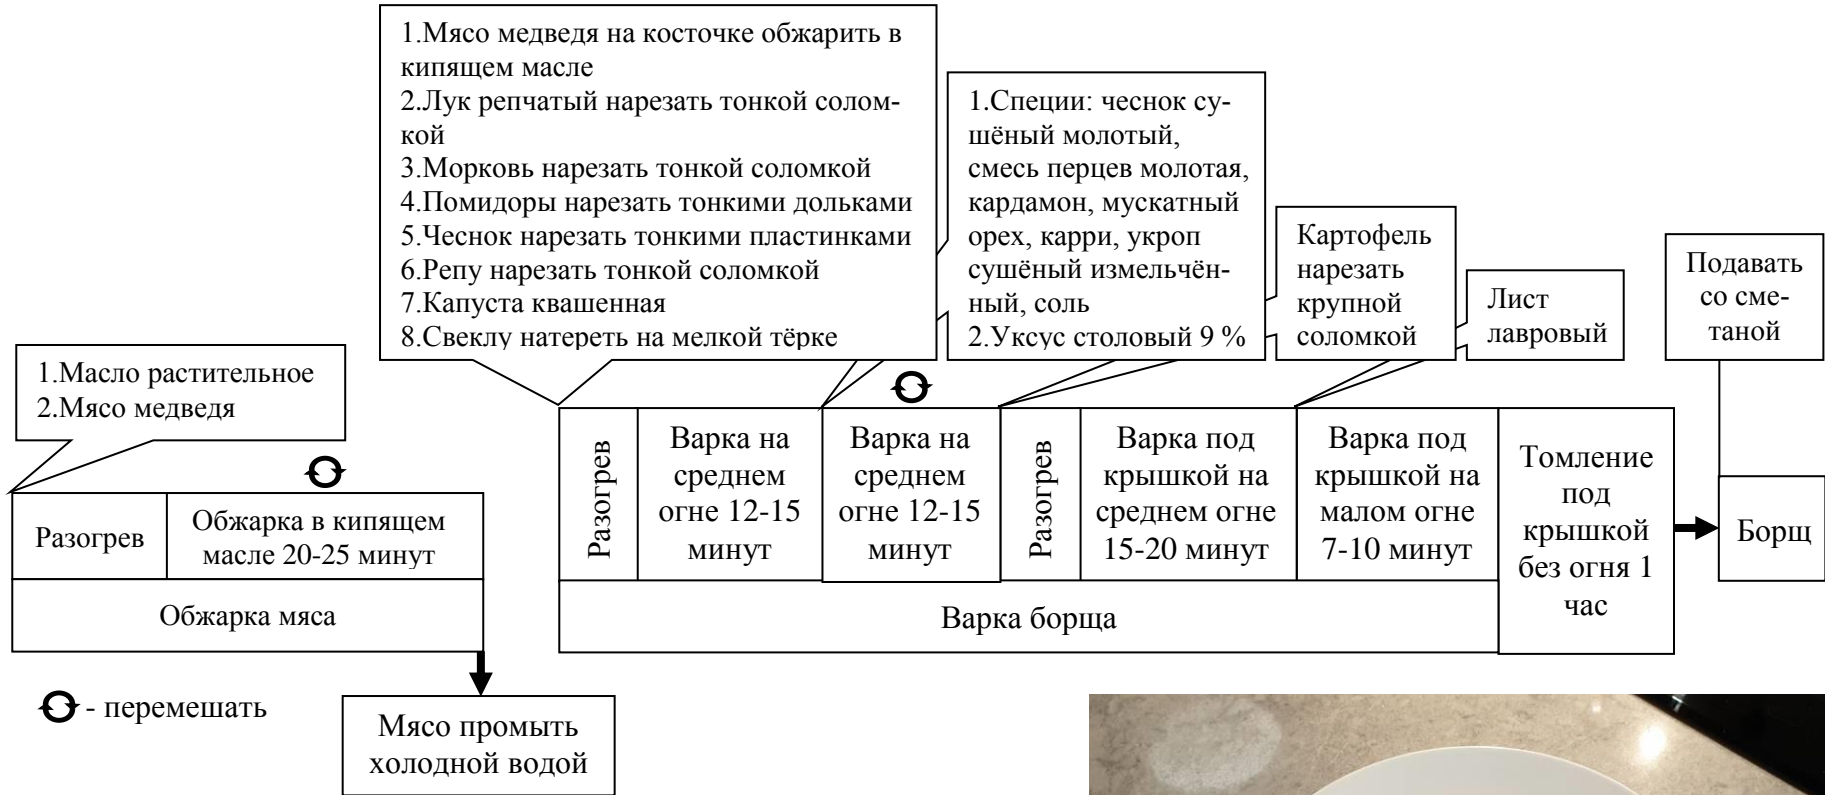 1.Мясо медведя на косточке обжарить в
кипящем масле
2.Лук репчатый нарезать тонкой солом-
кой
3.Морковь нарезать тонкой соломкой
4.Помидоры нарезать тонкими дольками
5.Чеснок нарезать тонкими пластинками
6.Репу нарезать тонкой соломкой
7.Капуста квашенная
8.Свеклу натереть на мелкой тёрке
1.Специи: чеснок су-
шёный молотый,
смесь перцев молотая,
кардамон, мускатный
орех, карри, укроп
сушёный измельчён-
ный, соль
2.Уксус столовый 9 %
Картофель
нарезать
крупной
соломкой
Лист
лавровый
Подавать
со сме-
таной
1.Масло растительное
2.Мясо медведя
Разогрев
Обжарка в кипящем
масле 20-25 минут
Обжарка мяса
Разогрев
Варка на
среднем
огне 12-15
минут
Варка на
среднем
огне 12-15
минут
Разогрев
Варка под
крышкой на
среднем огне
15-20 минут
Варка под
крышкой на
малом огне
7-10 минут
Томление
под
крышкой
без огня 1
час
Борщ
Варка борща
- перемешать
Мясо промыть
холодной водой